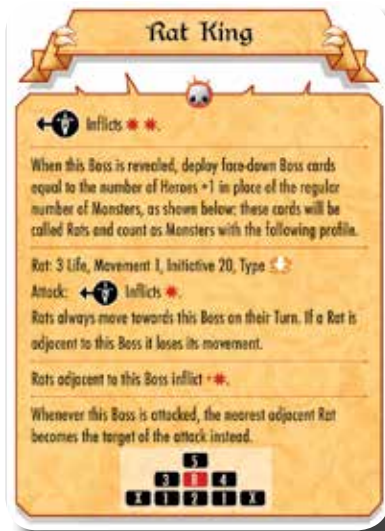 Rat King
Inflicts
When this Boss is revealed, deploy face-down Boss cards
equal to the number of Heroes +1 in place of the regular
number of Monsters, as shown below; these cards will be
called Rats and count as Monsters with the following profile.
Rat: 3 Life, Movement 1, Initiative 20, Type
Attack: Inflicts .
Rats always move towards this Boss on their Turn. If a Rat is
adjacent to this Boss it loses its movement.
Rats adjacent to this Boss inflict + .
Whenever this Boss is attacked, the nearest adjacent Rat
becomes the target of the attack instead.
5
3 B 4
X 1 2 1 X